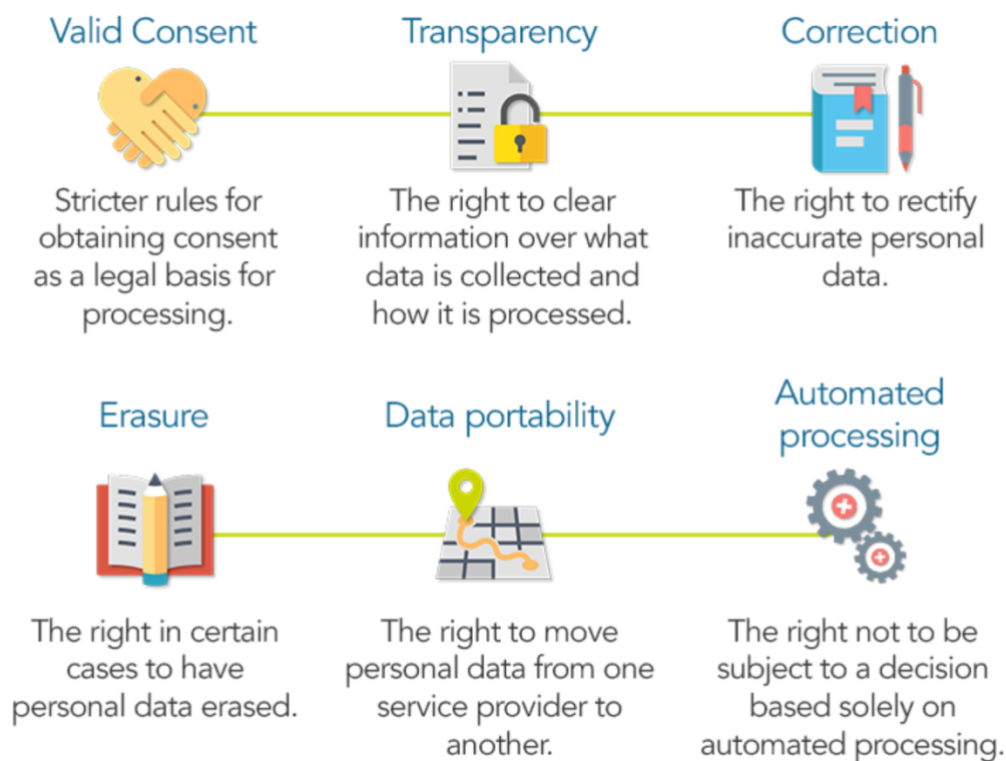 Valid Consent
Stricter rules for
obtaining consent
as a legal basis for
processing.
Transparency
The right to clear
information over what
data is collected and
how it is processed.
Correction
The right to rectify
inaccurate personal
data.
Erasure
The right in certain
cases to have
personal data erased.
Data portability
The right to move
personal data from one
service provider to
another.
Automated
processing
The right not to be
subject to a decision
based solely on
automated processing.